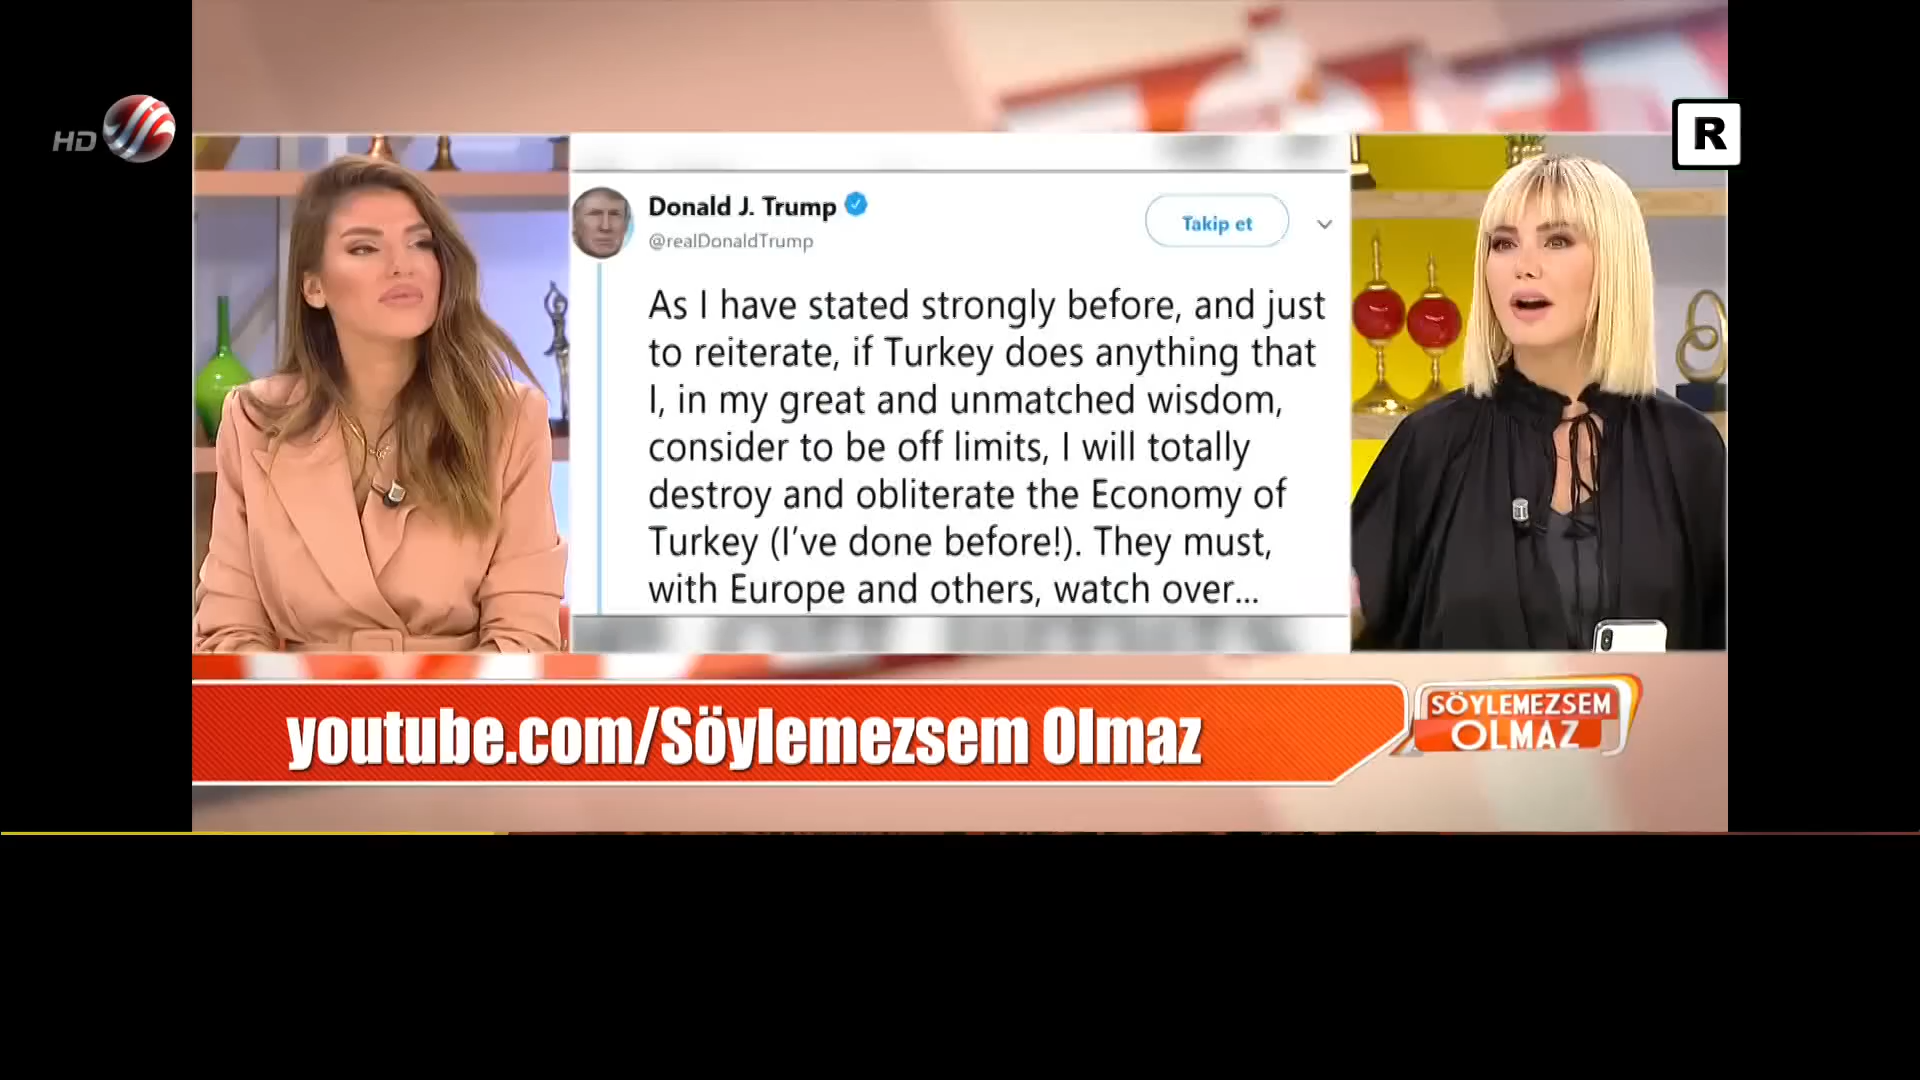 HD
R
Donald J. Trump
@realDonaldTrump
Takip et
As I have stated strongly before, and just
to reiterate, if Turkey does anything that
I, in my great and unmatched wisdom,
consider to be off limits, I will totally
destroy and obliterate the Economy of
Turkey (I've done before!). They must,
with Europe and others, watch over...
youtube.com/Söylemezsem Olmaz
SÖYLEMEZSEM
OLMAZ